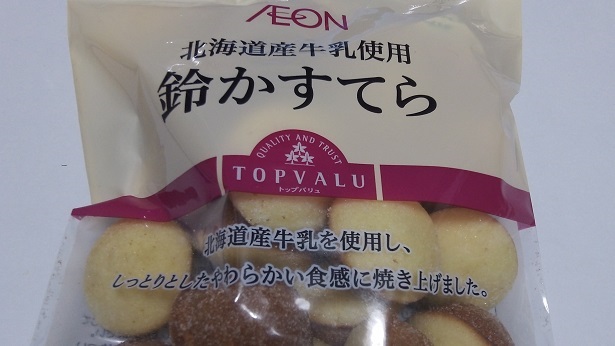 ÆON
北海道産牛乳使用
鈴かすてら
QUALITY AND TRUST
TOPVALU
トップバリュ
北海道産牛乳を使用し、
しっとりとしたやわらかい食感に焼き上げました。